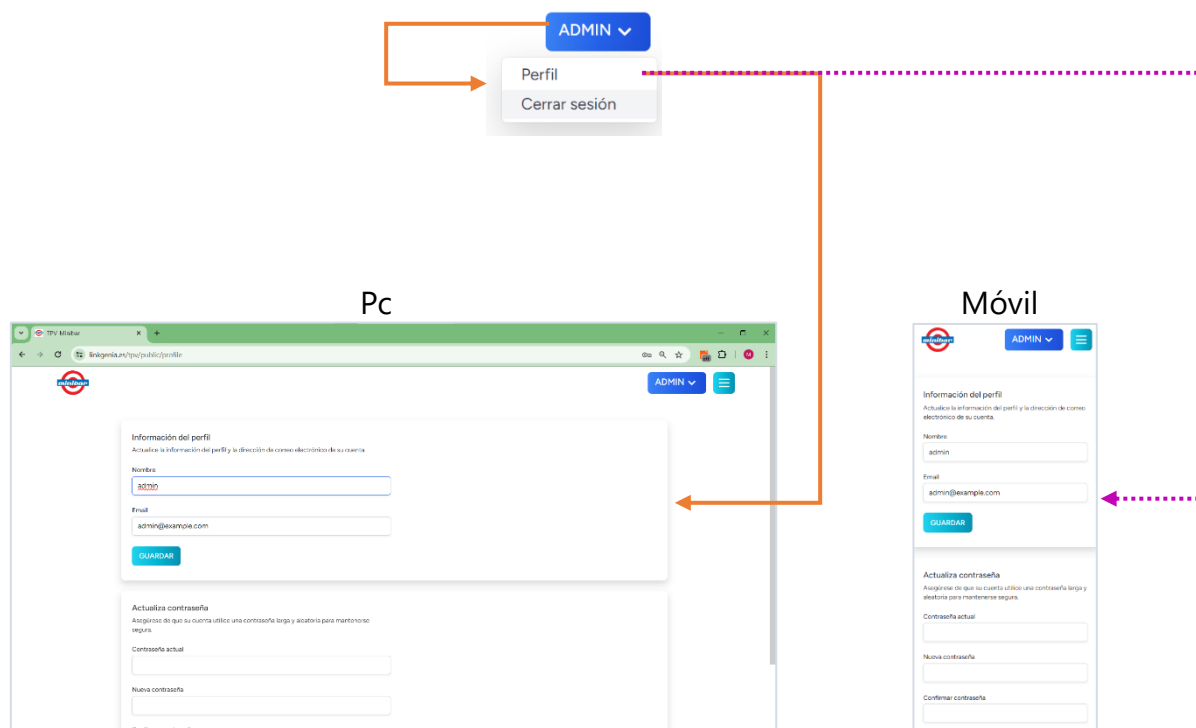 ADMIN
Perfil
Cerrar sesión
Pc
Móvil
TPV Minibar
linkgenia.es/tpv/public/profile
minibar
ADMIN
Información del perfil
Actualice la información del perfil y la dirección de correo electrónico de su cuenta.
Nombre
admin
Email
admin@example.com
GUARDAR
Actualiza contraseña
Asegúrese de que su cuenta utilice una contraseña larga y aleatoria para mantenerse
segura.
Contraseña actual
Nueva contraseña
minibar
ADMIN
Información del perfil
Actualice la información del perfil y la dirección de correo
electrónico de su cuenta.
Nombre
admin
Email
admin@example.com
GUARDAR
Actualiza contraseña
Asegúrese de que su cuenta utilice una contraseña larga y
aleatoria para mantenerse segura.
Contraseña actual
Nueva contraseña
Confirmar contraseña